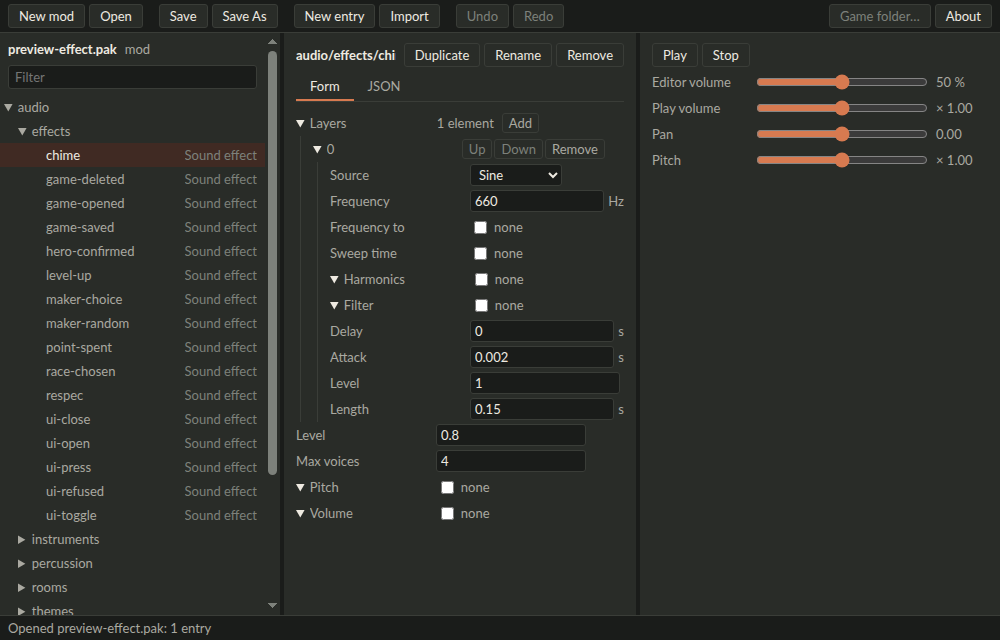 New mod Open Save Save As New entry Import Undo Redo Game folder... About
preview-effect.pak mod
Filter
audio
effects
chime Sound effect
game-deleted Sound effect
game-opened Sound effect
game-saved Sound effect
hero-confirmed Sound effect
level-up Sound effect
maker-choice Sound effect
maker-random Sound effect
point-spent Sound effect
race-chosen Sound effect
respec Sound effect
ui-close Sound effect
ui-open Sound effect
ui-press Sound effect
ui-refused Sound effect
ui-toggle Sound effect
instruments
percussion
rooms
themes
audio/effects/chi Duplicate Rename Remove
Form JSON
Layers 1 element Add
0 Up Down Remove
Source Sine
Frequency 660 Hz
Frequency to none
Sweep time none
Harmonics none
Filter none
Delay 0 s
Attack 0.002 s
Level 1
Length 0.15 s
Level 0.8
Max voices 4
Pitch none
Volume none
Play Stop
Editor volume 50 %
Play volume × 1.00
Pan 0.00
Pitch × 1.00
Opened preview-effect.pak: 1 entry